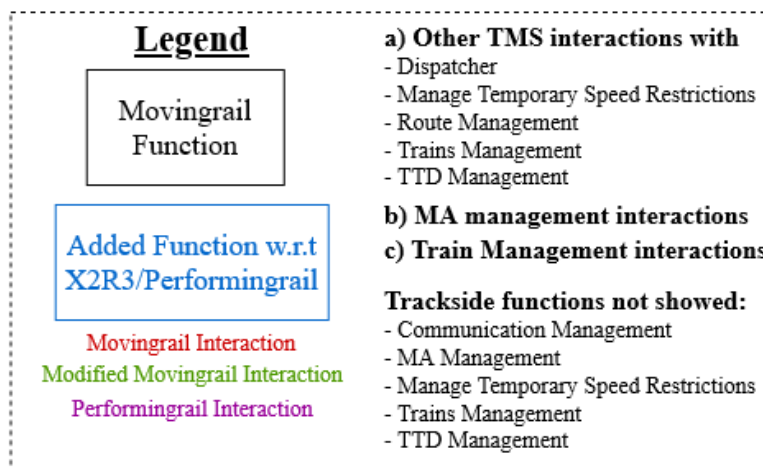 Legend
Movingrail
Function
Added Function w.r.t
X2R3/Performingrail
Movingrail Interaction
Modified Movingrail Interaction
Performingrail Interaction
a) Other TMS interactions with
- Dispatcher
- Manage Temporary Speed Restrictions
- Route Management
- Trains Management
- TTD Management
b) MA management interactions
c) Train Management interactions
Trackside functions not showed:
- Communication Management
- MA Management
- Manage Temporary Speed Restrictions
- Trains Management
- TTD Management